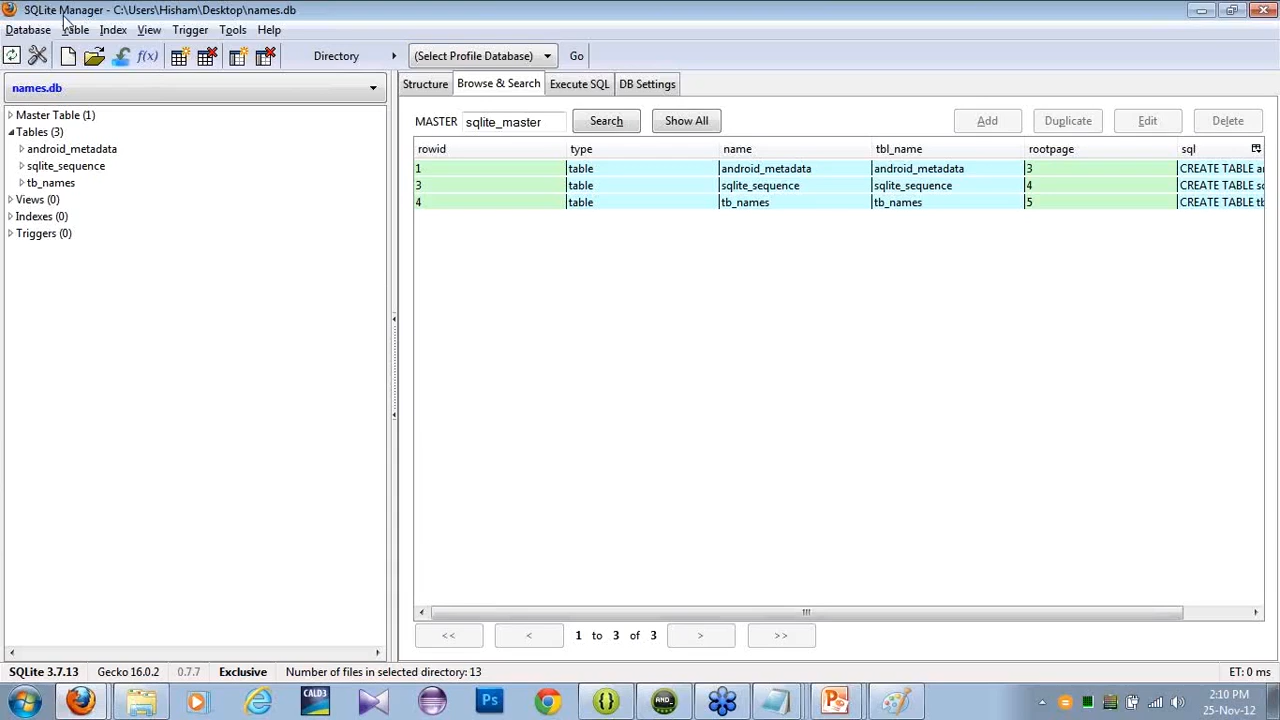 SQLite Manager - C:\Users\Hisham\Desktop\names.db
Database Table Index View Trigger Tools Help
f(x) Directory (Select Profile Database) Go
names.db
Structure Browse & Search Execute SQL DB Settings
Master Table (1)
Tables (3)
android_metadata
sqlite_sequence
tb_names
Views (0)
Indexes (0)
Triggers (0)
MASTER sqlite_master Search Show All Add Duplicate Edit Delete
rowid type name tbl_name rootpage sql
1 table android_metadata android_metadata 3 CREATE TABLE
3 table sqlite_sequence sqlite_sequence 4 CREATE TABLE
4 table tb_names tb_names 5 CREATE TABLE
<< < 1 to 3 of 3 > >>
SQLite 3.7.13 Gecko 16.0.2 0.7.7 Exclusive Number of files in selected directory: 13 ET: 0 ms
CALD3 Ps {} AND_
2:10 PM
25-Nov-12